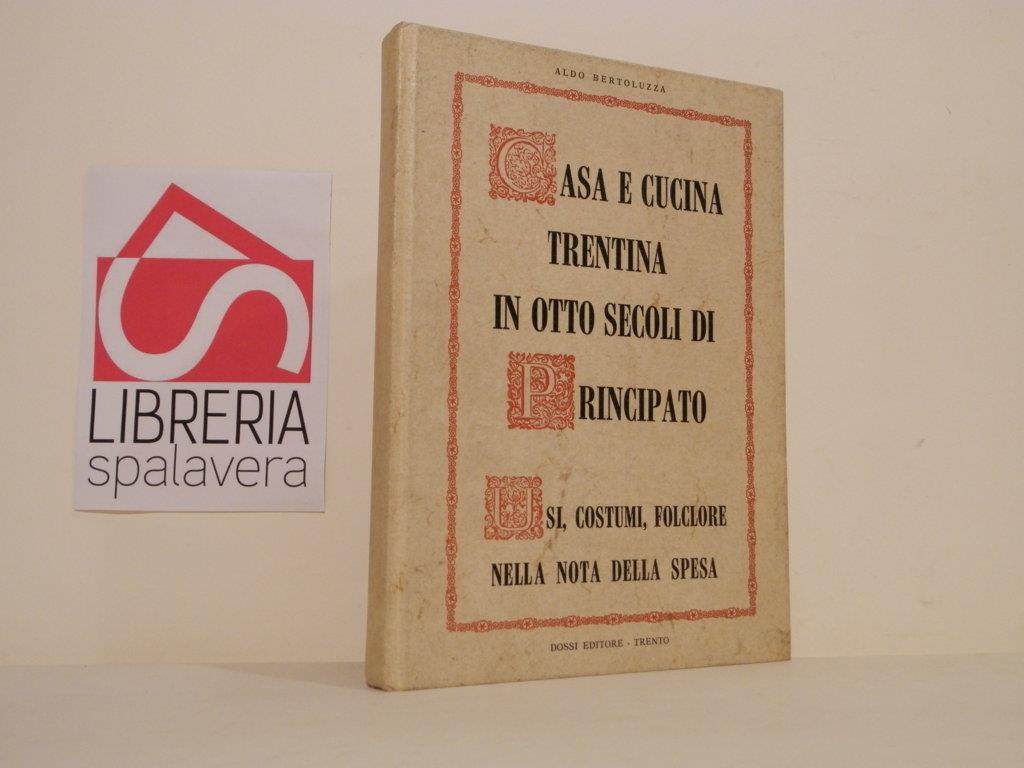 LIBRERIA
spalavera
ALDO BERTOLUZZA
CASA E CUCINA
TRENTINA
IN OTTO SECOLI DI
PRINCIPATO
USI, COSTUMI, FOLCLORE
NELLA NOTA DELLA SPESA
DOSSI EDITORE - TRENTO